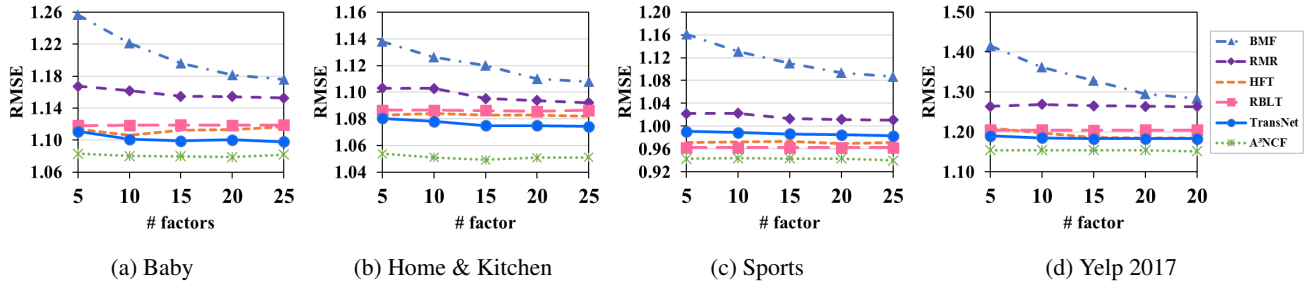 1.26
1.22
1.18
1.14
1.10
1.06
RMSE
5 10 15 20 25
# factors
(a) Baby
1.14
1.12
1.10
1.08
1.06
1.04
RMSE
5 10 15 20 25
# factor
(b) Home & Kitchen
1.20
1.16
1.12
1.08
1.04
1.00
0.96
0.92
RMSE
5 10 15 20 25
# factor
(c) Sports
1.50
1.40
1.30
1.20
1.10
RMSE
5 10 15 20 20
# factor
(d) Yelp 2017
BMF
RMR
HFT
RBLT
TransNet
A³NCF